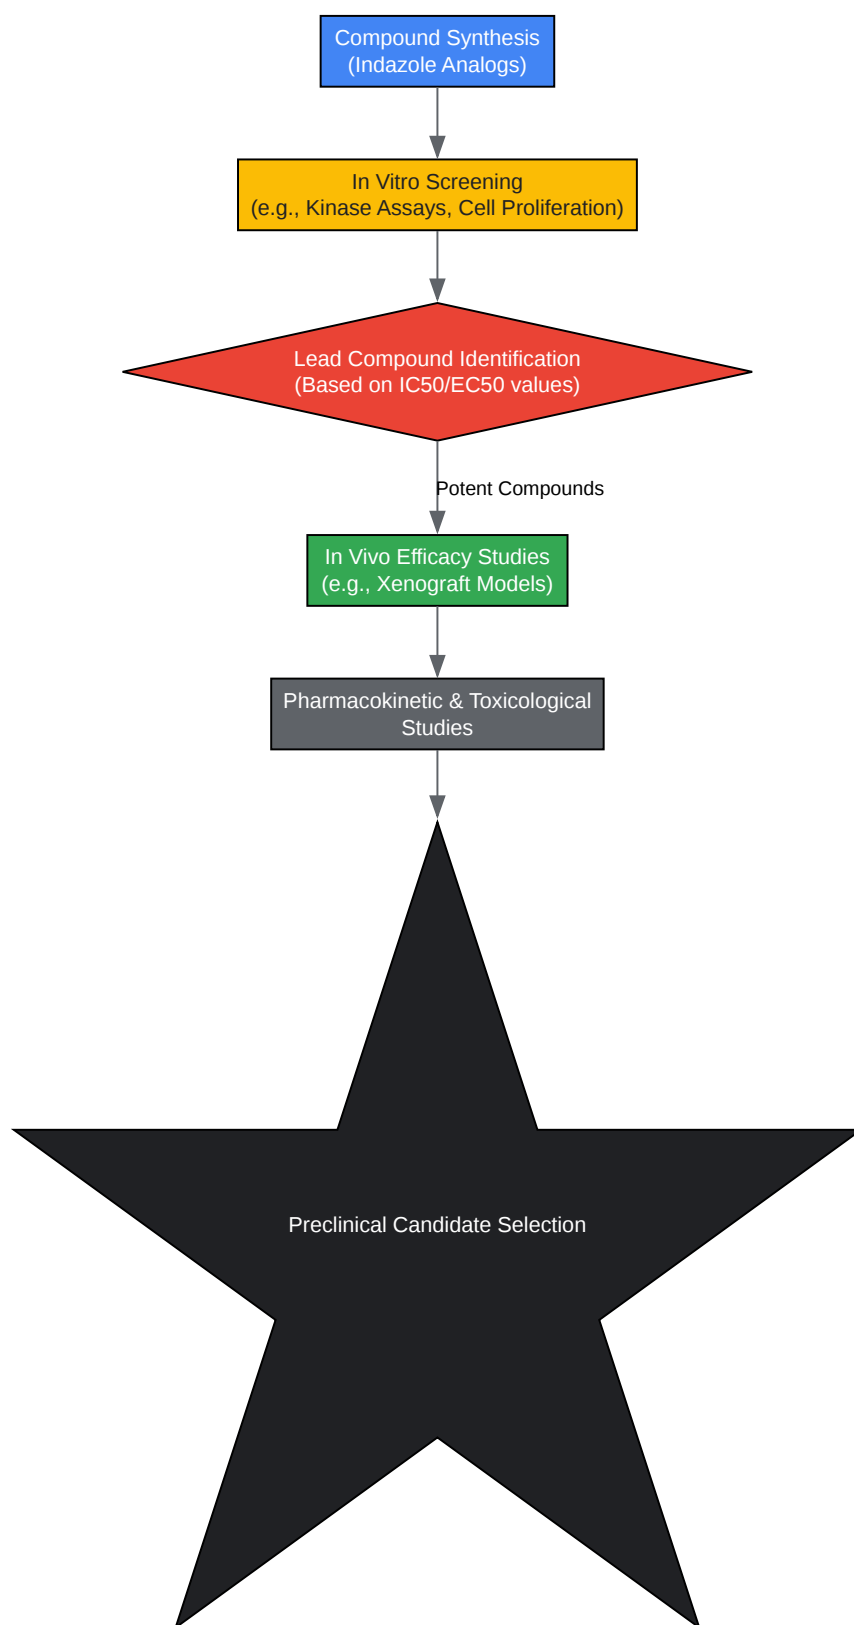 Compound Synthesis
(Indazole Analogs)
In Vitro Screening
(e.g., Kinase Assays, Cell Proliferation)
Lead Compound Identification
(Based on IC50/EC50 values)
Potent Compounds
In Vivo Efficacy Studies
(e.g., Xenograft Models)
Pharmacokinetic & Toxicological
Studies
Preclinical Candidate Selection